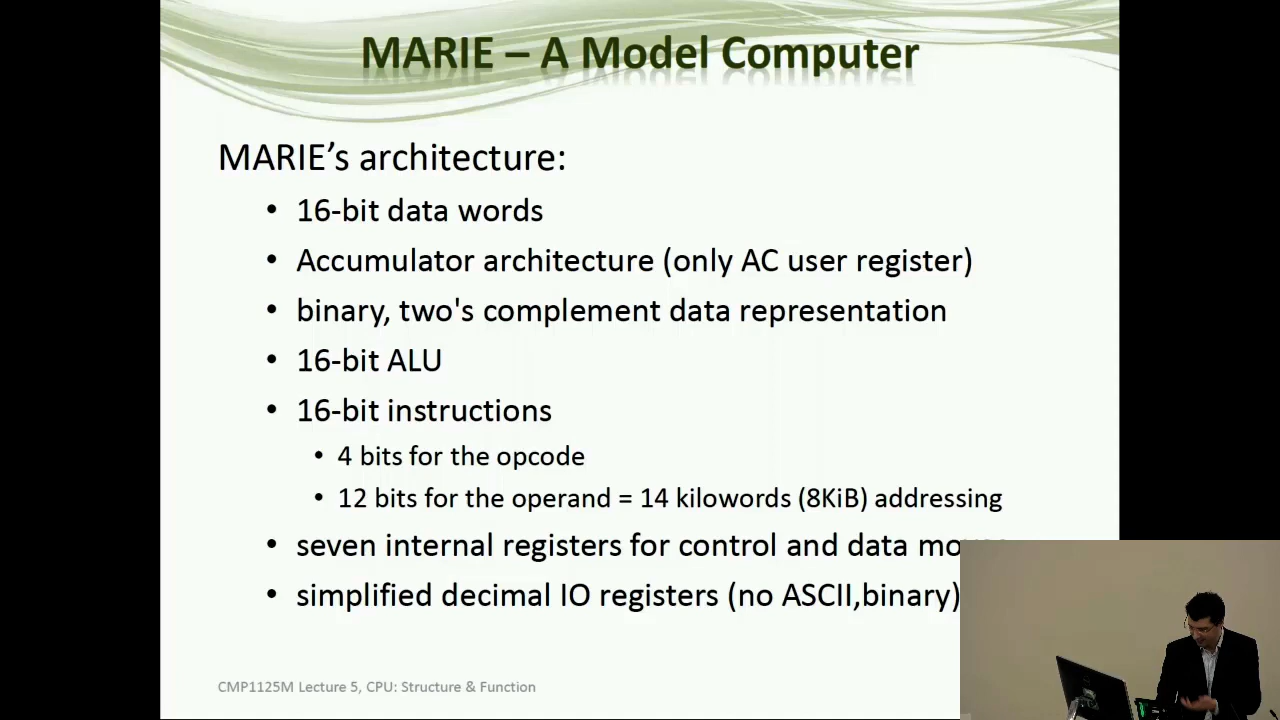 MARIE – A Model Computer
MARIE’s architecture:
• 16-bit data words
• Accumulator architecture (only AC user register)
• binary, two's complement data representation
• 16-bit ALU
• 16-bit instructions
• 4 bits for the opcode
• 12 bits for the operand = 14 kilowords (8KiB) addressing
• seven internal registers for control and data
• simplified decimal IO registers (no ASCII,binary)
CMP1125M Lecture 5, CPU: Structure & Function